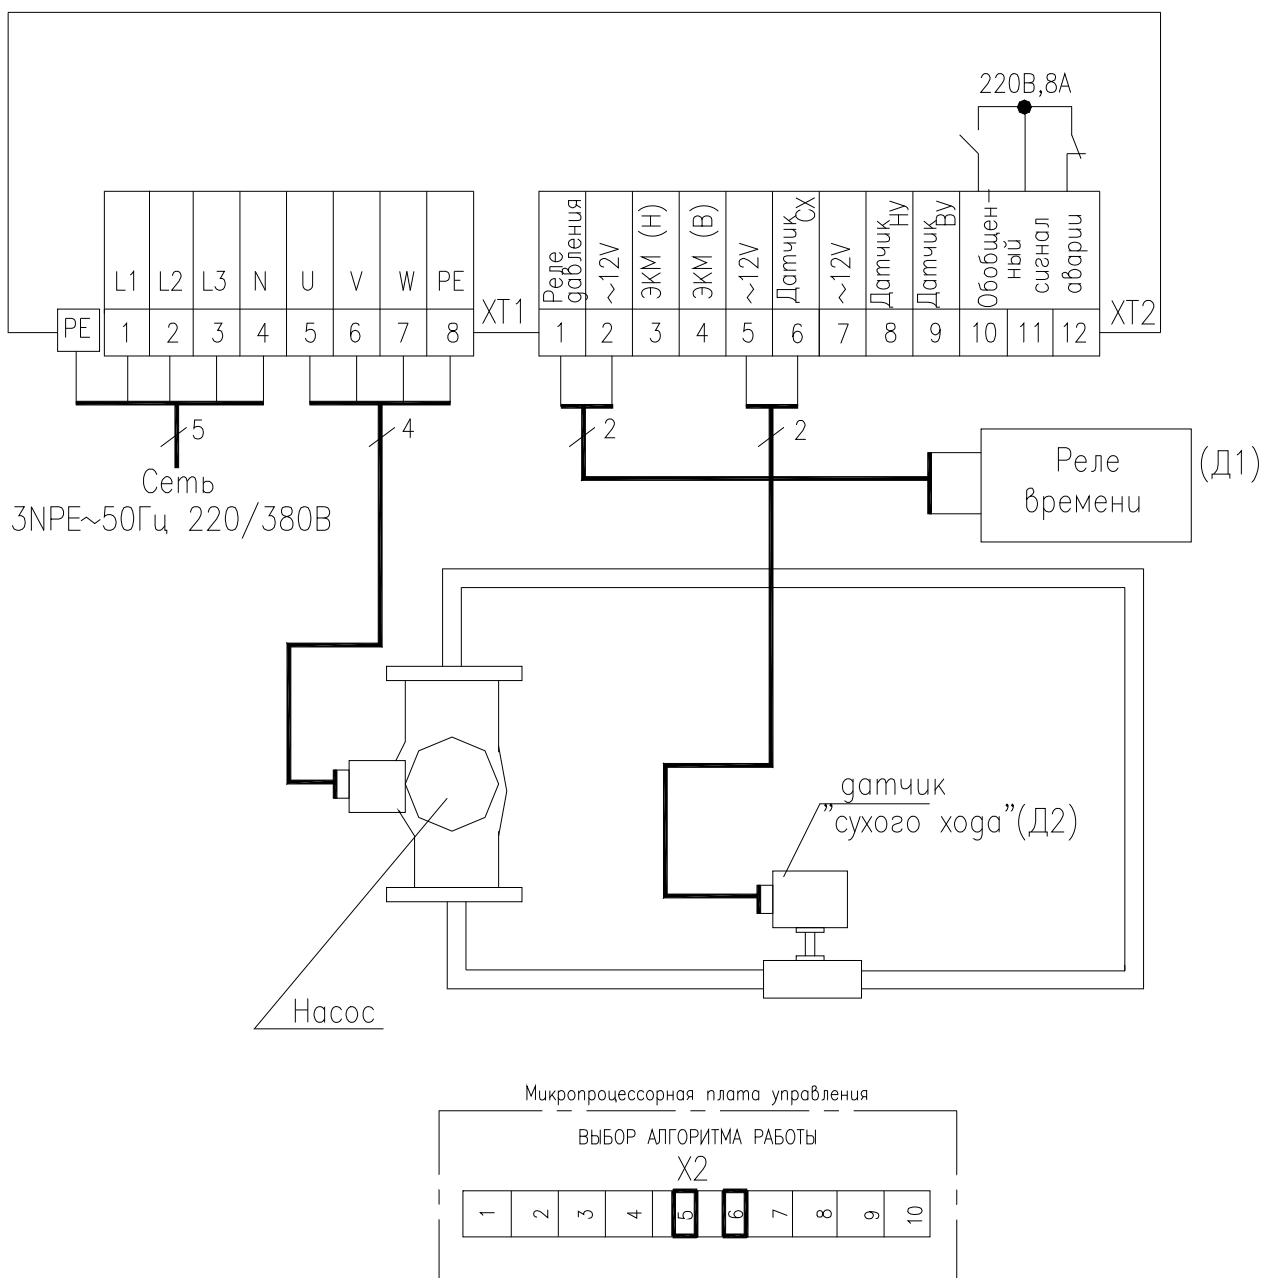 220В,8А
L1 L2 L3 N U V W PE
Реле давления
~12V
ЭКМ (Н)
ЭКМ (В)
~12V
Датчик СХ
~12V
Датчик НУ
Датчик ВУ
Обобщен-
ный
сигнал
аварии
PE 1 2 3 4 5 6 7 8 XT1
1 2 3 4 5 6 7 8 9 10 11 12 XT2
5
4
2
2
Сеть
3NPE~50Гц 220/380В
Реле
времени
(Д1)
датчик
"сухого хода"(Д2)
Насос
Микропроцессорная плата управления
ВЫБОР АЛГОРИТМА РАБОТЫ
X2
1 2 3 4 5 6 7 8 9 10